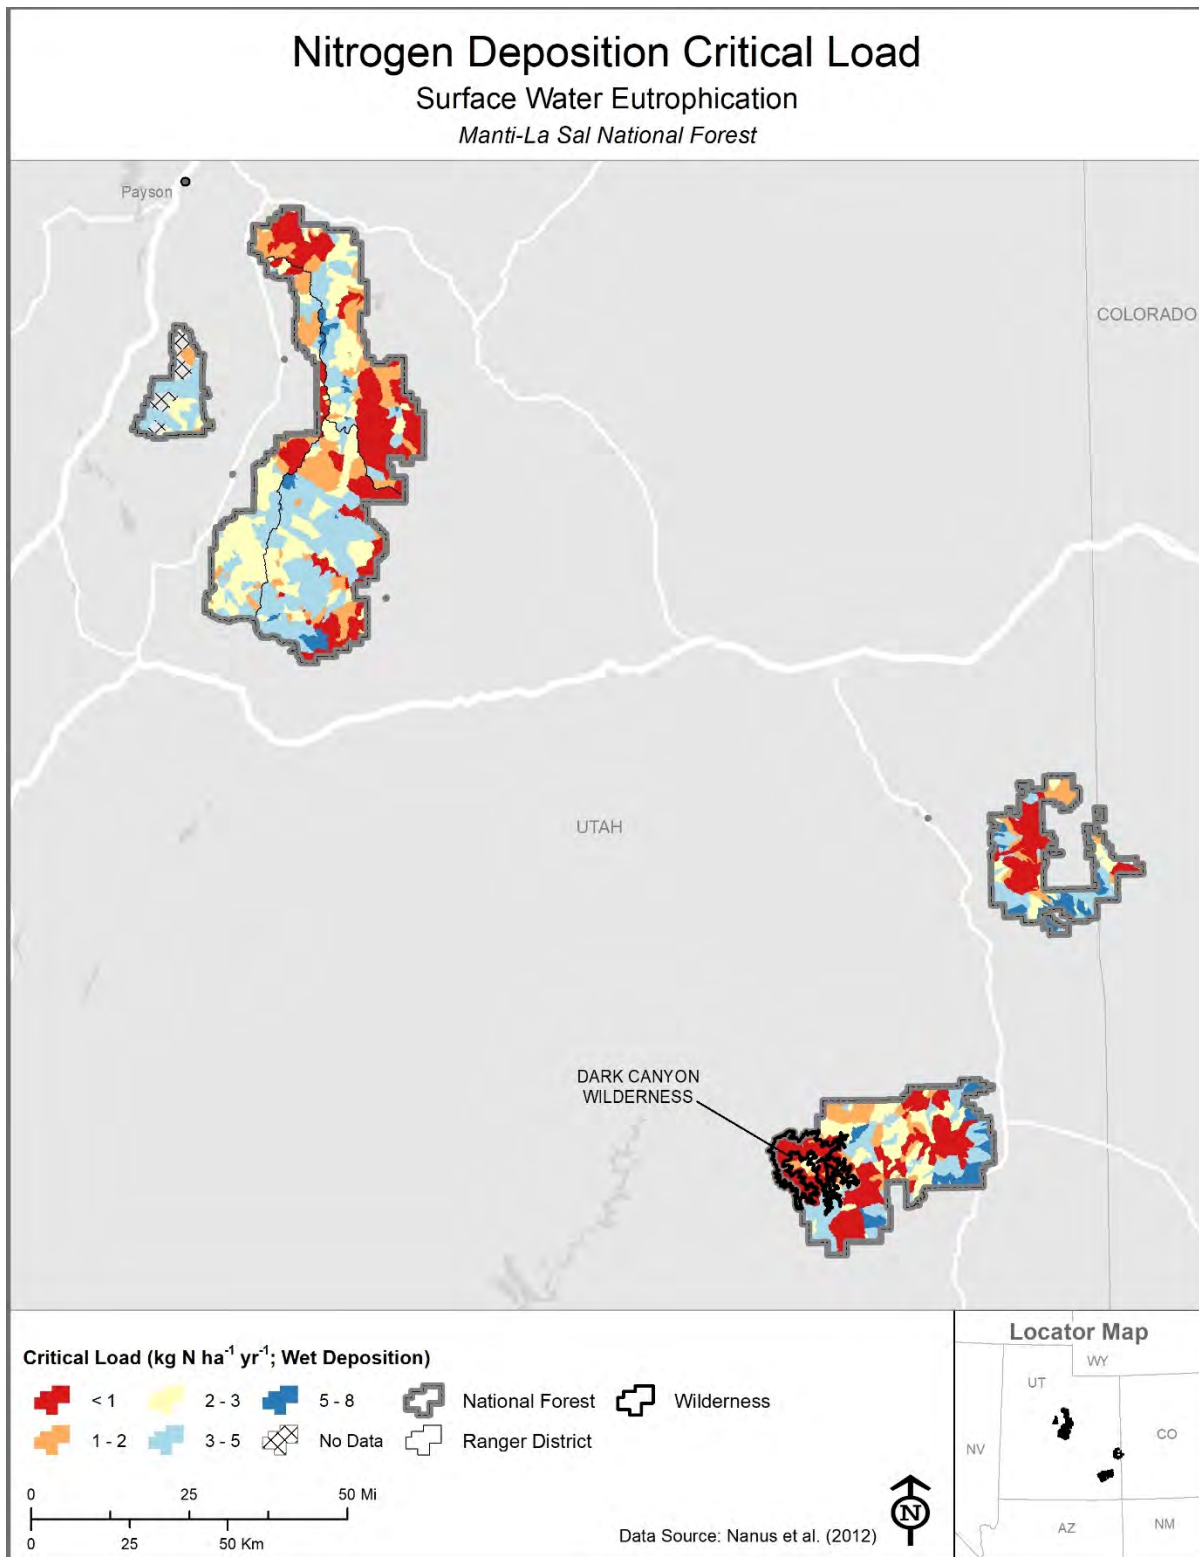 Nitrogen Deposition Critical Load
Surface Water Eutrophication
Manti-La Sal National Forest
Payson
COLORADO
UTAH
DARK CANYON
WILDERNESS
Critical Load (kg N ha⁻¹ yr⁻¹; Wet Deposition)
< 1
2 - 3
5 - 8
National Forest
Wilderness
1 - 2
3 - 5
No Data
Ranger District
0
25
50 Mi
0
25
50 Km
N
Data Source: Nanus et al. (2012)
Locator Map
WY
UT
CO
NV
AZ
NM